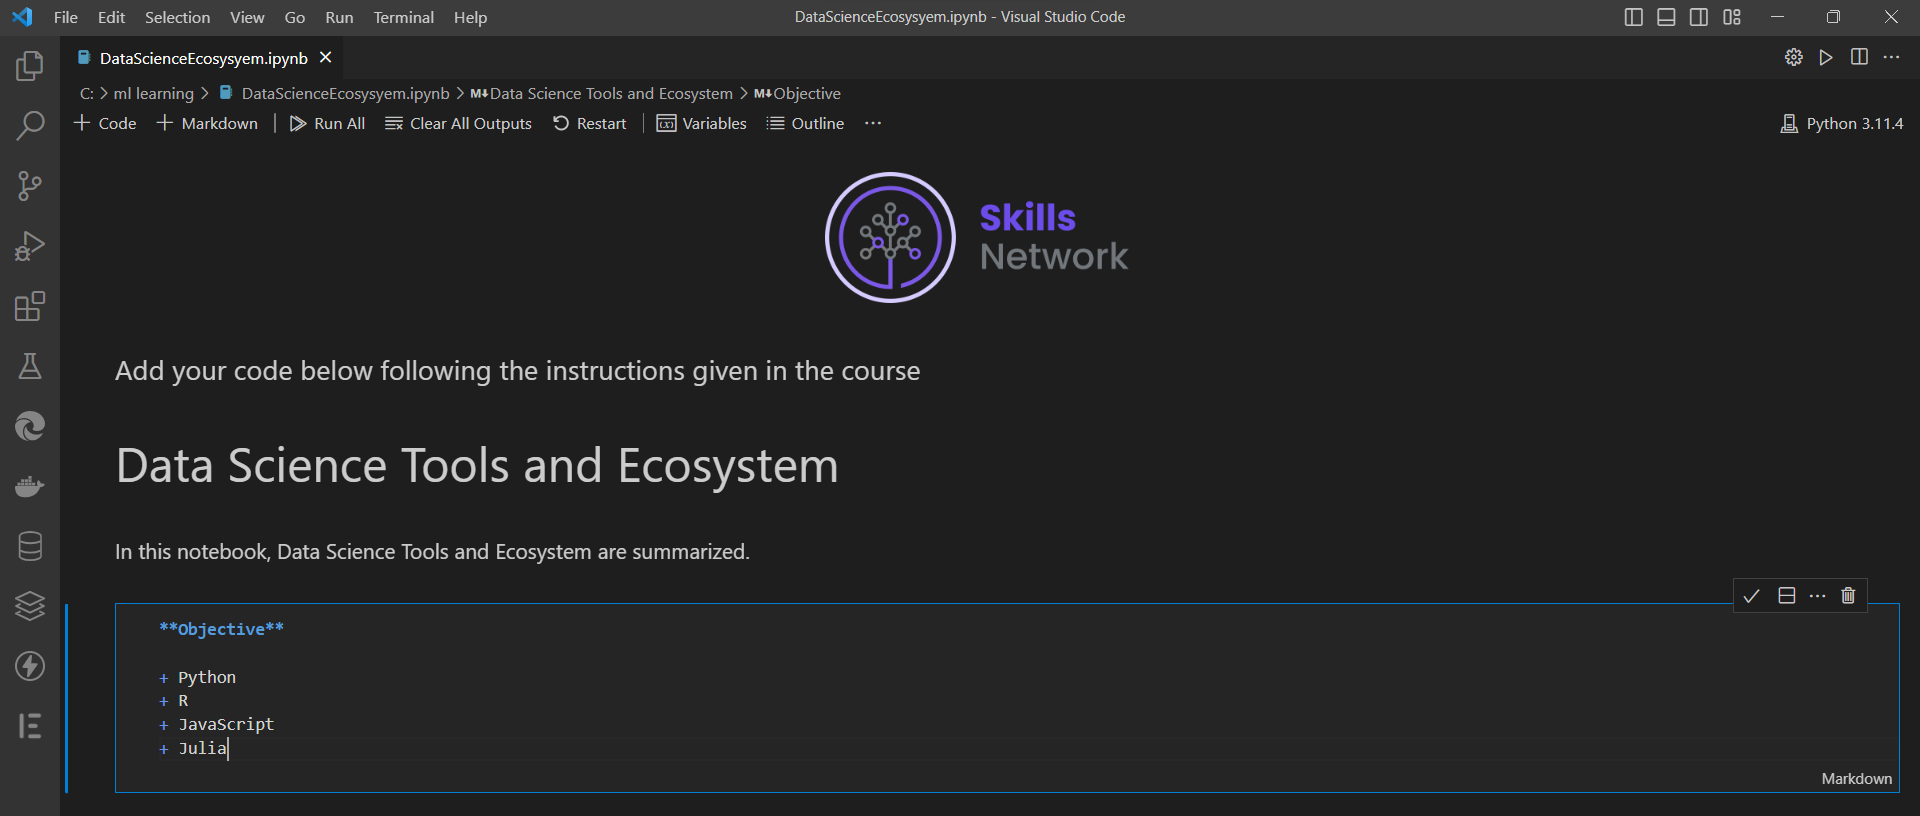 File Edit Selection View Go Run Terminal Help
DataScienceEcosysyem.ipynb - Visual Studio Code
DataScienceEcosysyem.ipynb
C: > ml learning > DataScienceEcosysyem.ipynb > M↓Data Science Tools and Ecosystem > M↓Objective
+ Code + Markdown | Run All Clear All Outputs Restart | Variables Outline ...
Python 3.11.4
Skills
Network
Add your code below following the instructions given in the course
Data Science Tools and Ecosystem
In this notebook, Data Science Tools and Ecosystem are summarized.
**Objective**
+ Python
+ R
+ JavaScript
+ Julia
Markdown